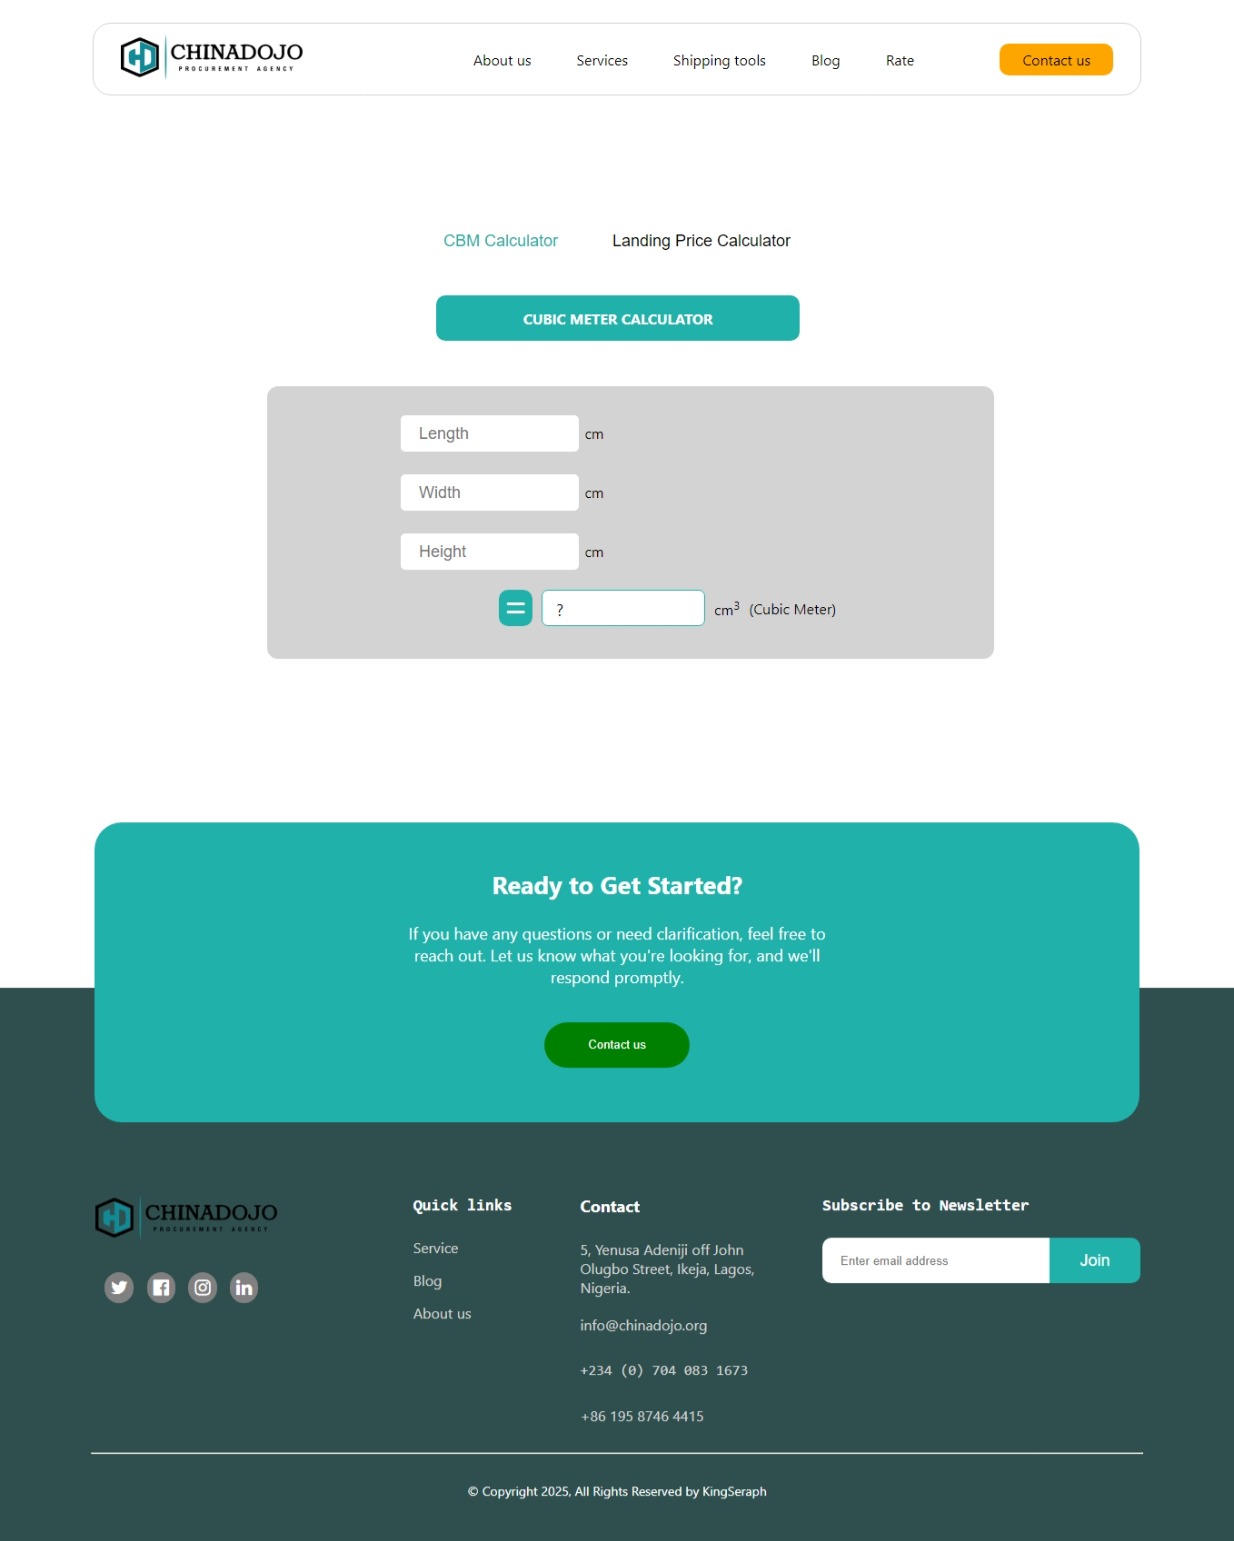 CHINADOJO
PROCUREMENT AGENCY
About us
Services
Shipping tools
Blog
Rate
Contact us
CBM Calculator
Landing Price Calculator
CUBIC METER CALCULATOR
Length cm
Width cm
Height cm
= ? cm³ (Cubic Meter)
Ready to Get Started?
If you have any questions or need clarification, feel free to
reach out. Let us know what you're looking for, and we'll
respond promptly.
Contact us
CHINADOJO
PROCUREMENT AGENCY
Quick links
Service
Blog
About us
Contact
5, Yenusa Adeniji off John
Olugbo Street, Ikeja, Lagos,
Nigeria.
info@chinadojo.org
+234 (0) 704 083 1673
+86 195 8746 4415
Subscribe to Newsletter
Enter email address
Join
© Copyright 2025, All Rights Reserved by KingSeraph